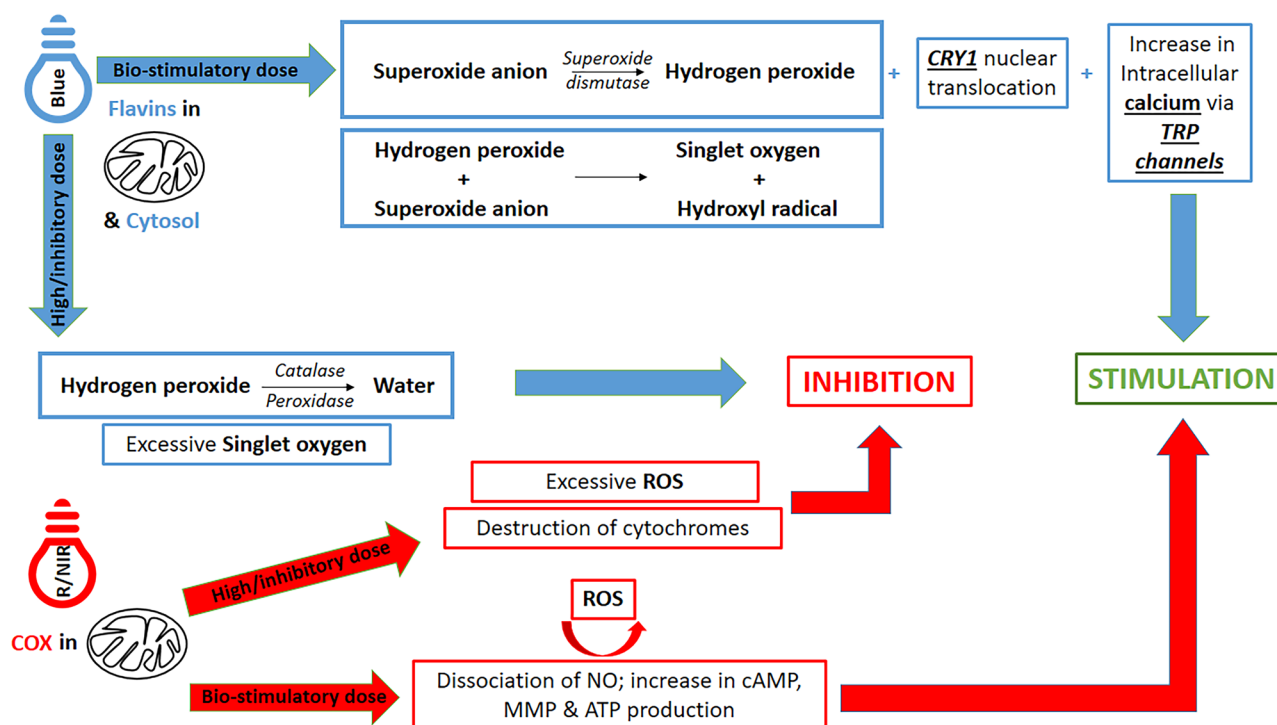 Blue
Bio-stimulatory dose
Flavins in
& Cytosol
High/inhibitory dose
Superoxide anion
Superoxide
dismutase
Hydrogen peroxide
+
CRY1 nuclear
translocation
+
Increase in
Intracellular
calcium via
TRP
channels
Hydrogen peroxide
+
Superoxide anion
Singlet oxygen
+
Hydroxyl radical
Hydrogen peroxide
Catalase
Peroxidase
Water
Excessive Singlet oxygen
INHIBITION
STIMULATION
Excessive ROS
Destruction of cytochromes
R/NIR
COX in
High/inhibitory dose
Bio-stimulatory dose
ROS
Dissociation of NO; increase in cAMP,
MMP & ATP production